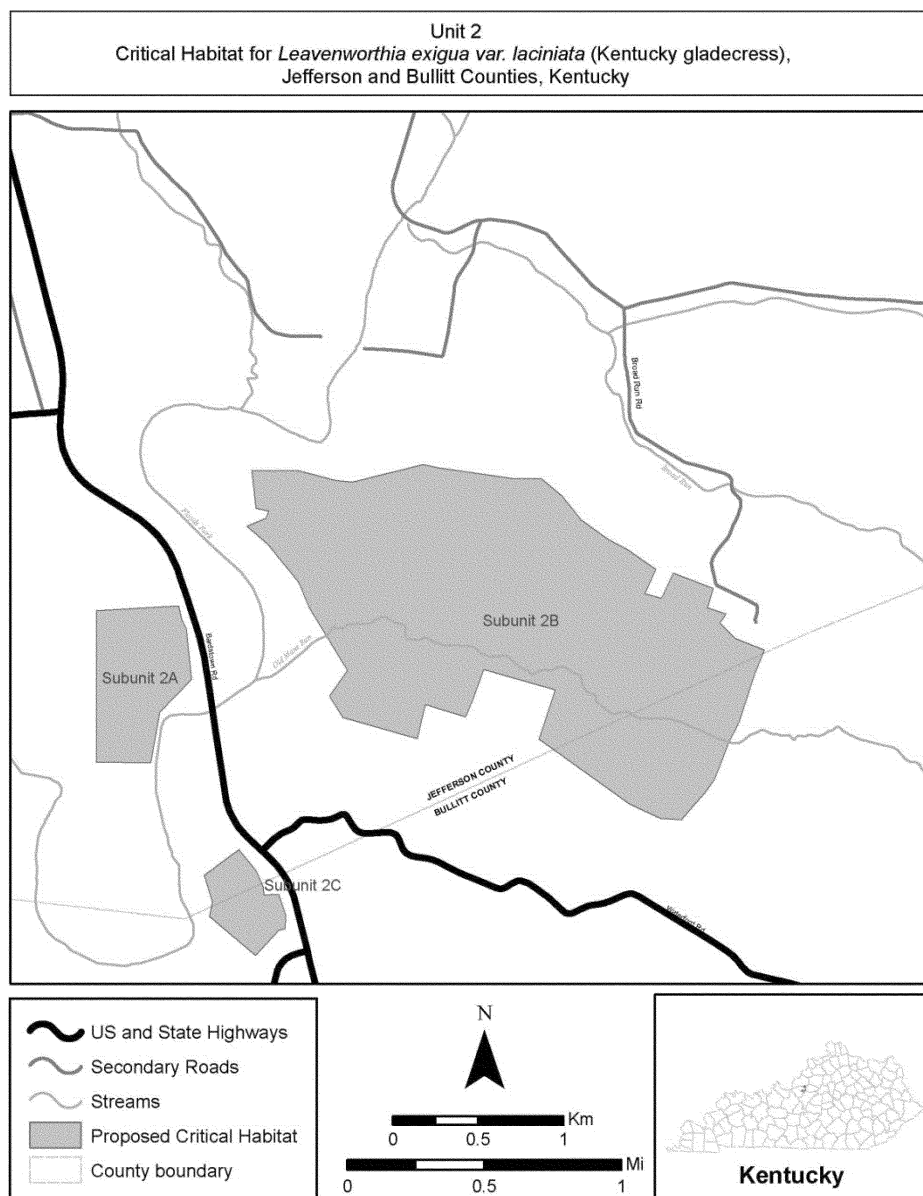 Unit 2
Critical Habitat for Leavenworthia exigua var. laciniata (Kentucky gladecress),
Jefferson and Bullitt Counties, Kentucky
Broad Run Rd
Broad Run
Floyds Fork
Subunit 2B
Bardstown Rd
Old Mans Run
Subunit 2A
JEFFERSON COUNTY
BULLITT COUNTY
Subunit 2C
Waterford Rd
US and State Highways
Secondary Roads
Streams
Proposed Critical Habitat
County boundary
N
Km
0 0.5 1
Mi
0 0.5 1
Kentucky